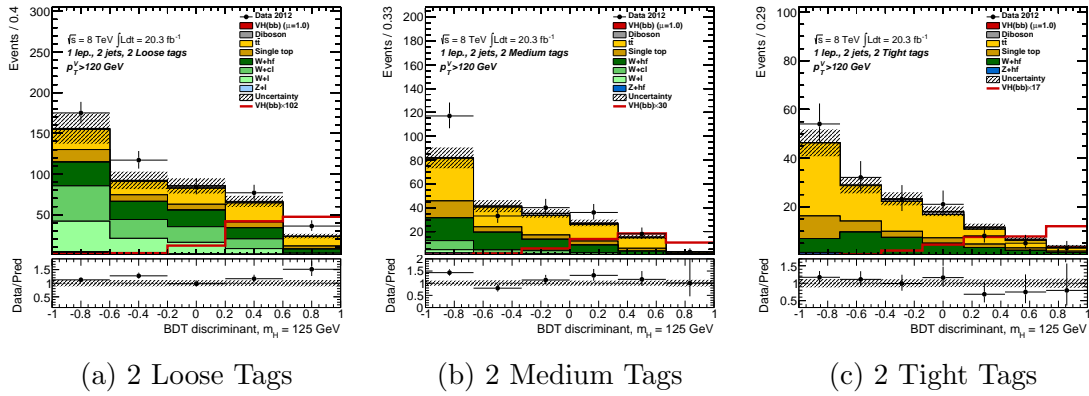 Events / 0.4
300
250
200
150
100
50
√s = 8 TeV ∫Ldt = 20.3 fb⁻¹
1 lep., 2 jets, 2 Loose tags
p_T^V>120 GeV
Data 2012
VH(bb) (μ=1.0)
Diboson
tt̄
Single top
W+hf
W+cl
W+l
Z+l
Uncertainty
VH(bb)×102
Data/Pred
1.5
1
0.5
-1 -0.8 -0.6 -0.4 -0.2 0 0.2 0.4 0.6 0.8 1
BDT discriminant, m_H = 125 GeV
(a) 2 Loose Tags
Events / 0.33
200
180
160
140
120
100
80
60
40
20
√s = 8 TeV ∫Ldt = 20.3 fb⁻¹
1 lep., 2 jets, 2 Medium tags
p_T^V>120 GeV
Data 2012
VH(bb) (μ=1.0)
Diboson
tt̄
Single top
W+hf
W+cl
W+l
Z+hf
Uncertainty
VH(bb)×30
Data/Pred
2
1.5
1
0.5
0
-1 -0.8 -0.6 -0.4 -0.2 0 0.2 0.4 0.6 0.8 1
BDT discriminant, m_H = 125 GeV
(b) 2 Medium Tags
Events / 0.29
80
60
40
20
√s = 8 TeV ∫Ldt = 20.3 fb⁻¹
1 lep., 2 jets, 2 Tight tags
p_T^V>120 GeV
Data 2012
VH(bb) (μ=1.0)
Diboson
tt̄
Single top
W+hf
Z+hf
Uncertainty
VH(bb)×17
Data/Pred
1.5
1
0.5
-1 -0.8 -0.6 -0.4 -0.2 0 0.2 0.4 0.6 0.8 1
BDT discriminant, m_H = 125 GeV
(c) 2 Tight Tags